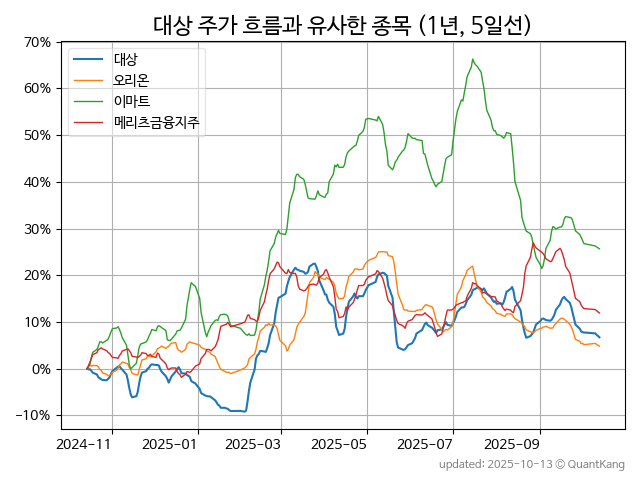 대상 주가 흐름과 유사한 종목 (1년, 5일선)
70%
60%
50%
40%
30%
20%
10%
0%
−10%
대상
오리온
이마트
메리츠금융지주
2024-11 2025-01 2025-03 2025-05 2025-07 2025-09
updated: 2025-10-13 © QuantKang